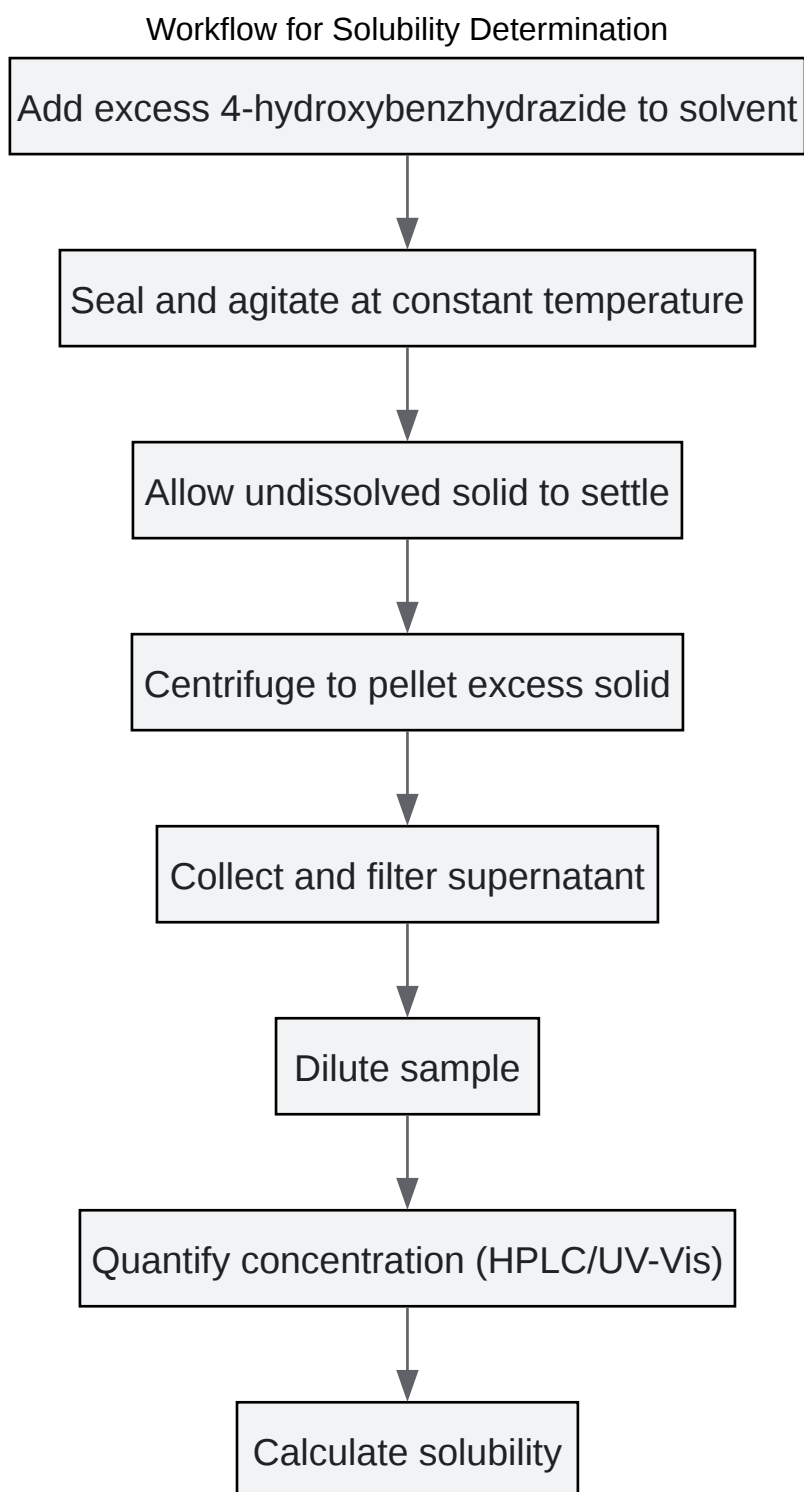 Workflow for Solubility Determination
Add excess 4-hydroxybenzhydrazide to solvent
Seal and agitate at constant temperature
Allow undissolved solid to settle
Centrifuge to pellet excess solid
Collect and filter supernatant
Dilute sample
Quantify concentration (HPLC/UV-Vis)
Calculate solubility